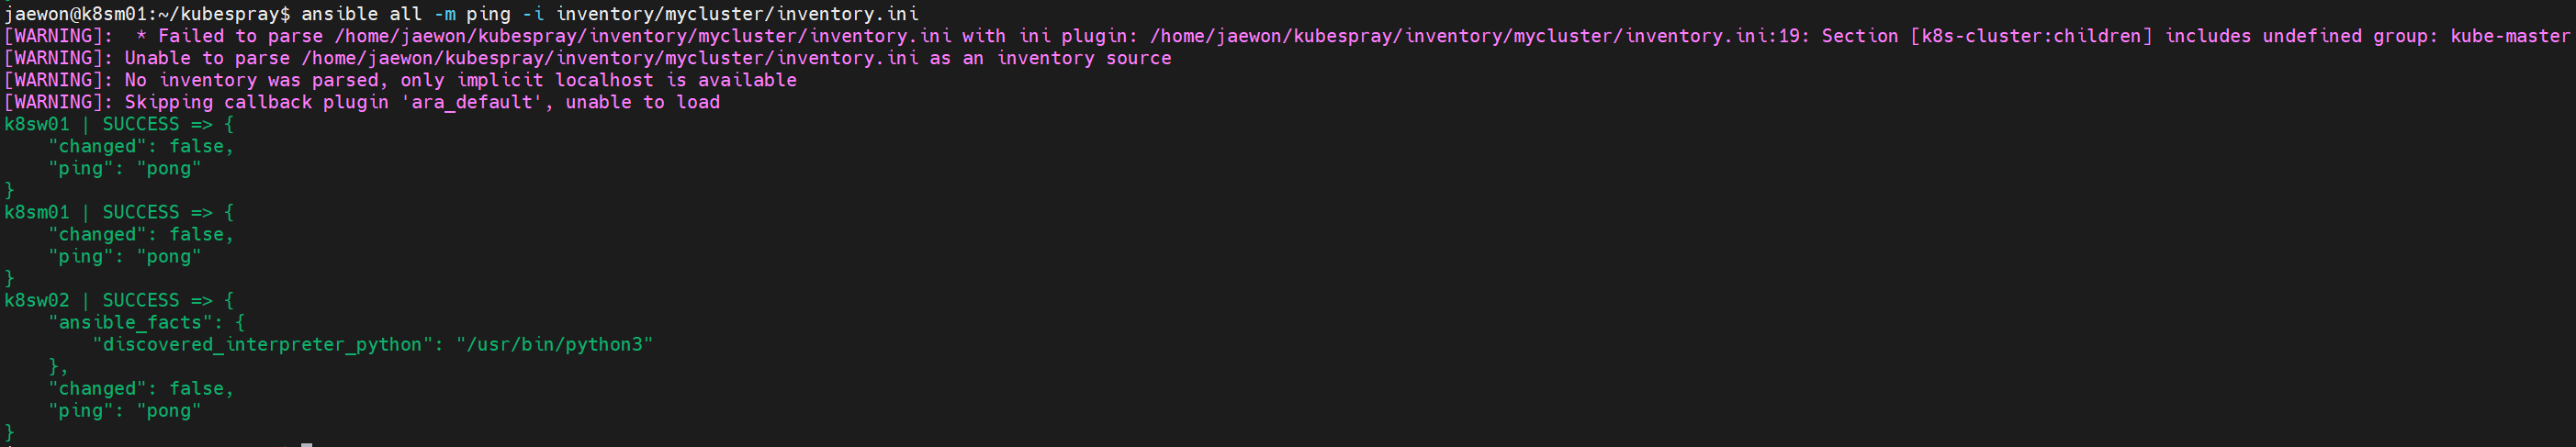 jaewon@k8sm01:~/kubespray$ ansible all -m ping -i inventory/mycluster/inventory.ini
[WARNING]:  * Failed to parse /home/jaewon/kubespray/inventory/mycluster/inventory.ini with ini plugin: /home/jaewon/kubespray/inventory/mycluster/inventory.ini:19: Section [k8s-cluster:children] includes undefined group: kube-master
[WARNING]: Unable to parse /home/jaewon/kubespray/inventory/mycluster/inventory.ini as an inventory source
[WARNING]: No inventory was parsed, only implicit localhost is available
[WARNING]: Skipping callback plugin 'ara_default', unable to load
k8sw01 | SUCCESS => {
    "changed": false,
    "ping": "pong"
}
k8sm01 | SUCCESS => {
    "changed": false,
    "ping": "pong"
}
k8sw02 | SUCCESS => {
    "ansible_facts": {
        "discovered_interpreter_python": "/usr/bin/python3"
    },
    "changed": false,
    "ping": "pong"
}